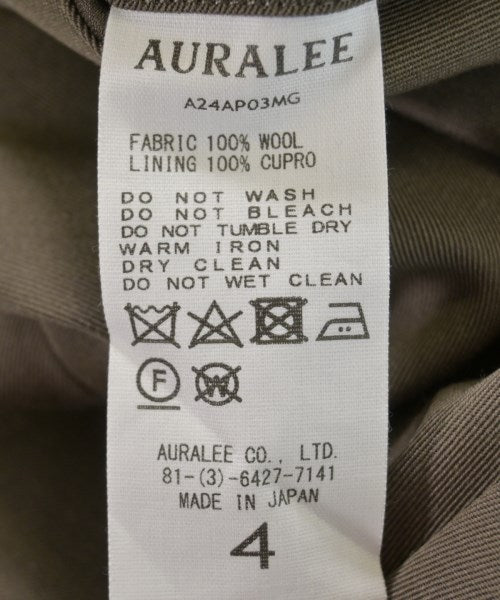 AURALEE
A24AP03MG
FABRIC 100% WOOL
LINING 100% CUPRO
DO NOT WASH
DO NOT BLEACH
DO NOT TUMBLE DRY
WARM IRON
DRY CLEAN
DO NOT WET CLEAN
F W
AURALEE CO., LTD.
81-(3)-6427-7141
MADE IN JAPAN
4